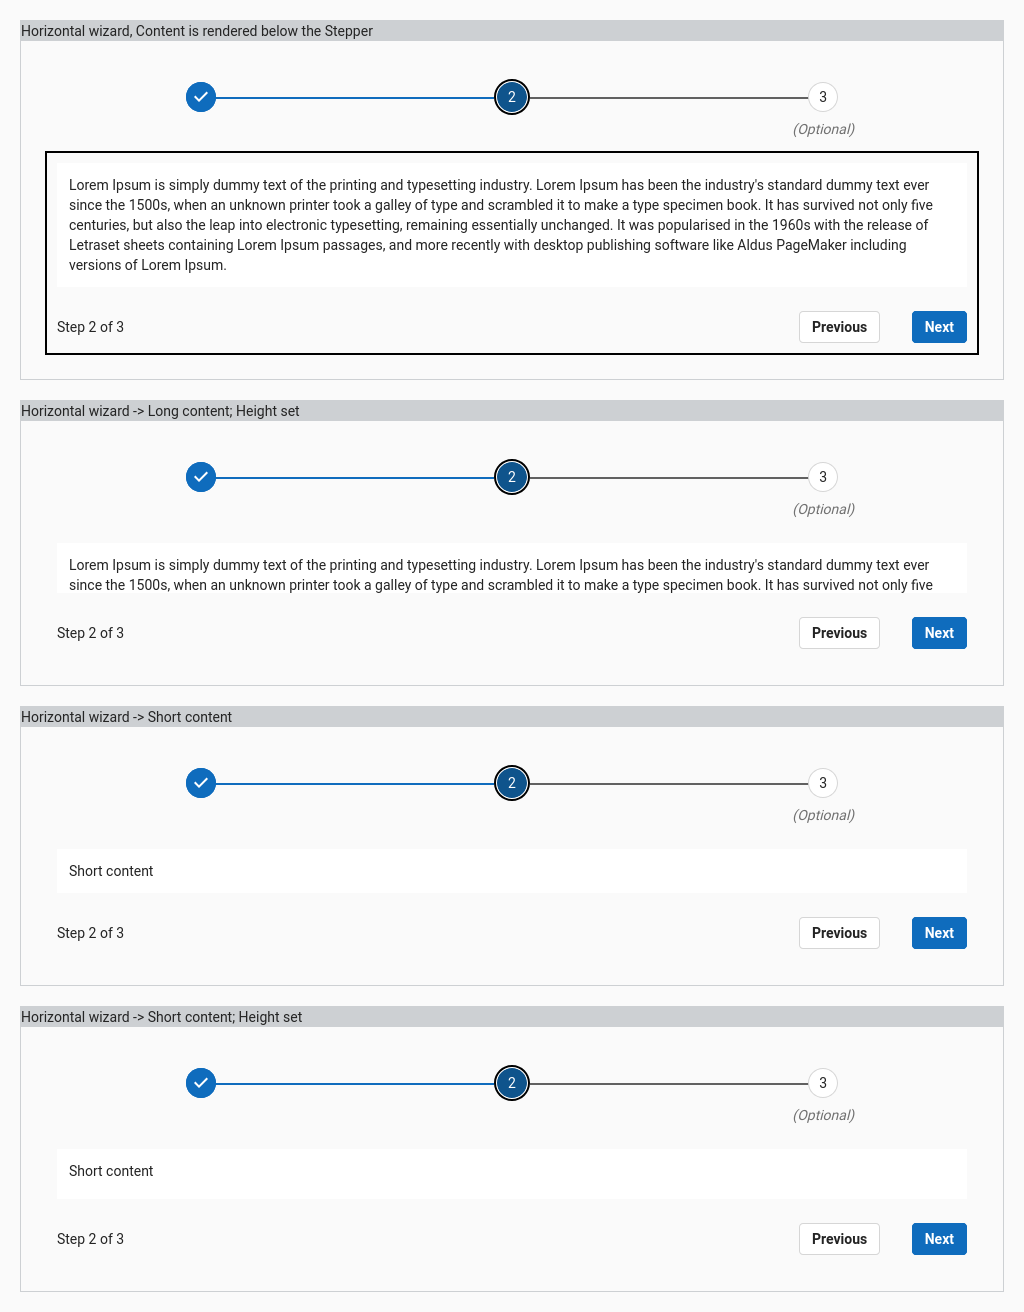 Horizontal wizard, Content is rendered below the Stepper
2
3
(Optional)
Lorem Ipsum is simply dummy text of the printing and typesetting industry. Lorem Ipsum has been the industry's standard dummy text ever
since the 1500s, when an unknown printer took a galley of type and scrambled it to make a type specimen book. It has survived not only five
centuries, but also the leap into electronic typesetting, remaining essentially unchanged. It was popularised in the 1960s with the release of
Letraset sheets containing Lorem Ipsum passages, and more recently with desktop publishing software like Aldus PageMaker including
versions of Lorem Ipsum.
Step 2 of 3
Previous
Next
Horizontal wizard -> Long content; Height set
2
3
(Optional)
Lorem Ipsum is simply dummy text of the printing and typesetting industry. Lorem Ipsum has been the industry's standard dummy text ever
since the 1500s, when an unknown printer took a galley of type and scrambled it to make a type specimen book. It has survived not only five
Step 2 of 3
Previous
Next
Horizontal wizard -> Short content
2
3
(Optional)
Short content
Step 2 of 3
Previous
Next
Horizontal wizard -> Short content; Height set
2
3
(Optional)
Short content
Step 2 of 3
Previous
Next